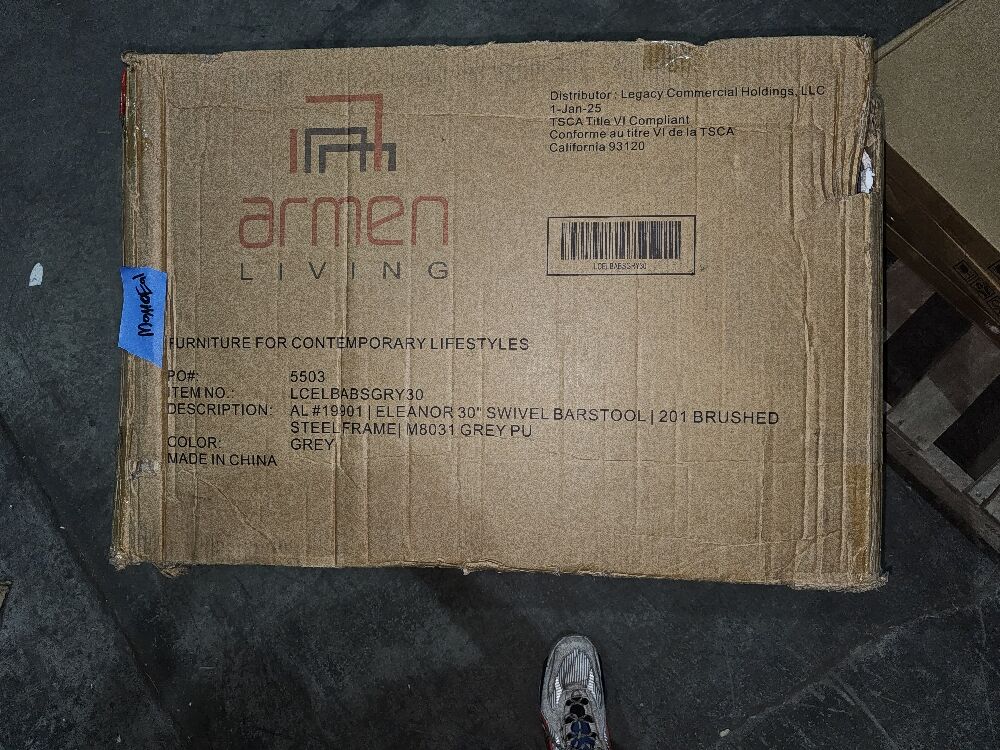 Distributor : Legacy Commercial Holdings, LLC
1-Jan-25
TSCA Title VI Compliant
Conforme au titre VI de la TSCA
California 93120
armen
LIVING
LCELBABSGRY30
FURNITURE FOR CONTEMPORARY LIFESTYLES
PO#: 5503
ITEM NO.: LCELBABSGRY30
DESCRIPTION: AL #19901 | ELEANOR 30" SWIVEL BARSTOOL | 201 BRUSHED
STEEL FRAME| M8031 GREY PU
COLOR: GREY
MADE IN CHINA